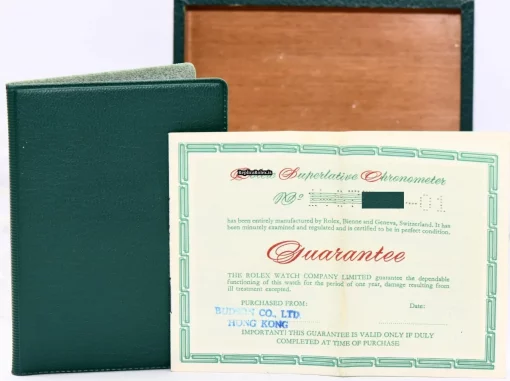 Rolex Superlative Chronometer
Nº
01
has been entirely manufactured by Rolex, Bienne and Geneva, Switzerland. It has
been minutely examined and regulated and is certified to be in perfect condition.
Guarantee
THE ROLEX WATCH COMPANY LIMITED guarantee the dependable
functioning of this watch for the period of one year, damage resulting from
ill treatment excepted.
PURCHASED FROM: Date:
CO., LTD
HONG KONG
IMPORTANT! THIS GUARANTEE IS VALID ONLY IF DULY
COMPLETED AT TIME OF PURCHASE